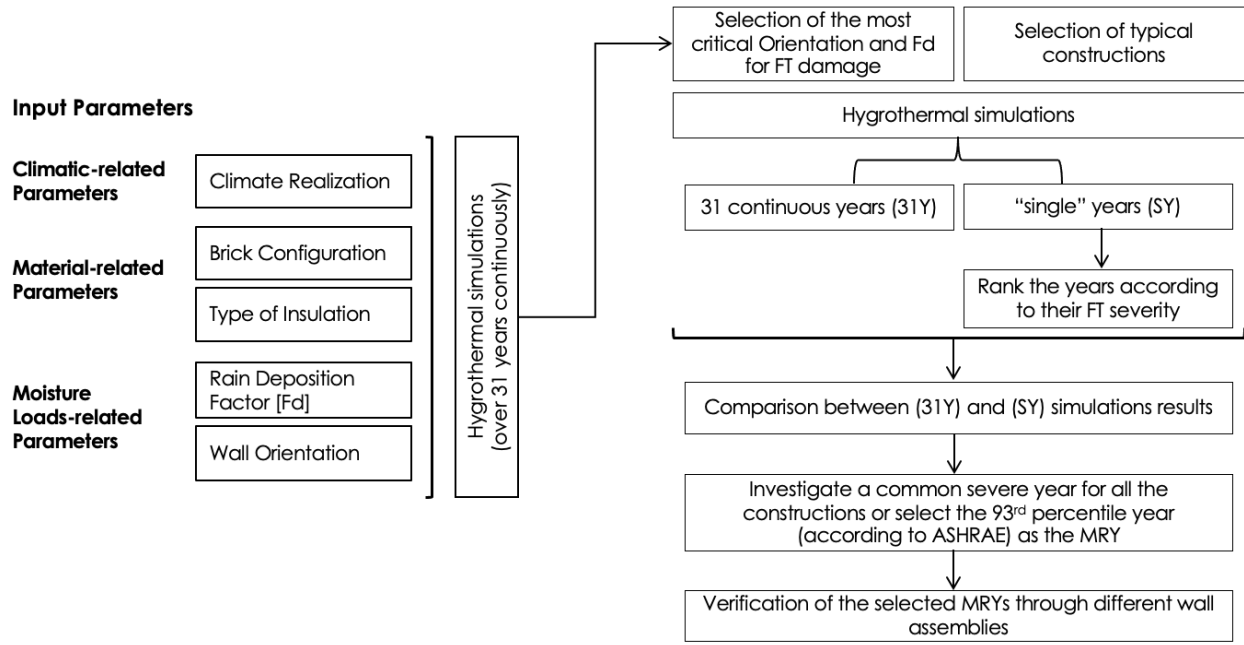 Input Parameters
Climatic-related
Parameters
Climate Realization
Material-related
Parameters
Brick Configuration
Type of Insulation
Moisture
Loads-related
Parameters
Rain Deposition
Factor [Fd]
Wall Orientation
Hygrothermal simulations
(over 31 years continuously)
Selection of the most
critical Orientation and Fd
for FT damage
Selection of typical
constructions
Hygrothermal simulations
31 continuous years (31Y)
“single” years (SY)
Rank the years according
to their FT severity
Comparison between (31Y) and (SY) simulations results
Investigate a common severe year for all the
constructions or select the 93rd percentile year
(according to ASHRAE) as the MRY
Verification of the selected MRYs through different wall
assemblies